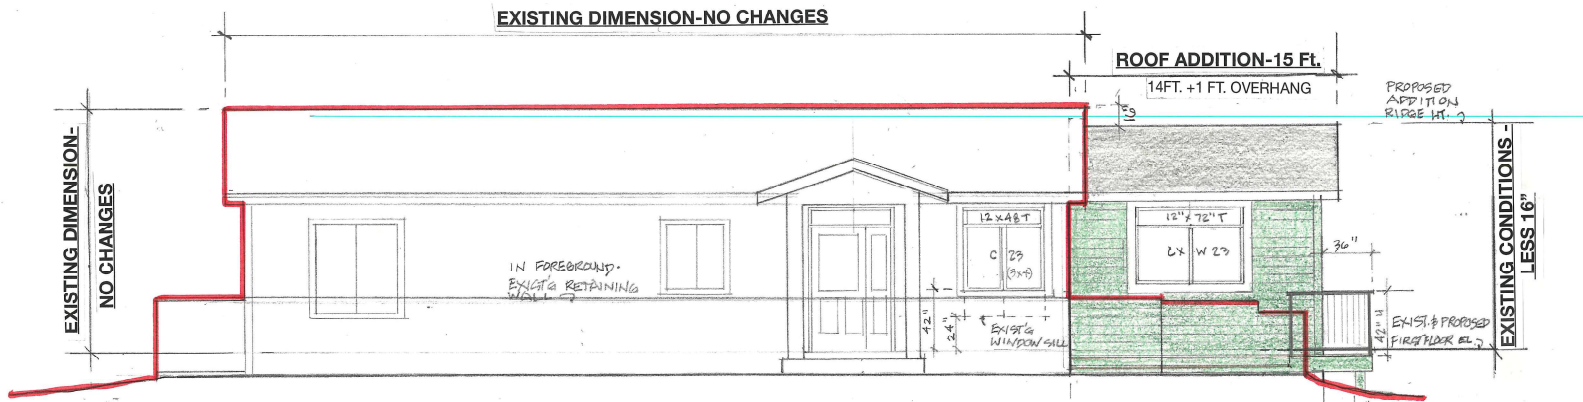 EXISTING DIMENSION-NO CHANGES
ROOF ADDITION-15 Ft.
14FT. +1 FT. OVERHANG
PROPOSED
ADDITION
RIDGE HT.
EXISTING DIMENSION-
NO CHANGES
EXISTING CONDITIONS -
LESS 16”
12 x 48 T
C 23
(3x4)
12" x 72" T
2x W 23
36"
IN FOREGROUND.
EXIST'G RETAINING
WALL
42"
24"
EXIST'G
WINDOW SILL
42" H
EXIST. & PROPOSED
FIRST FLOOR EL.